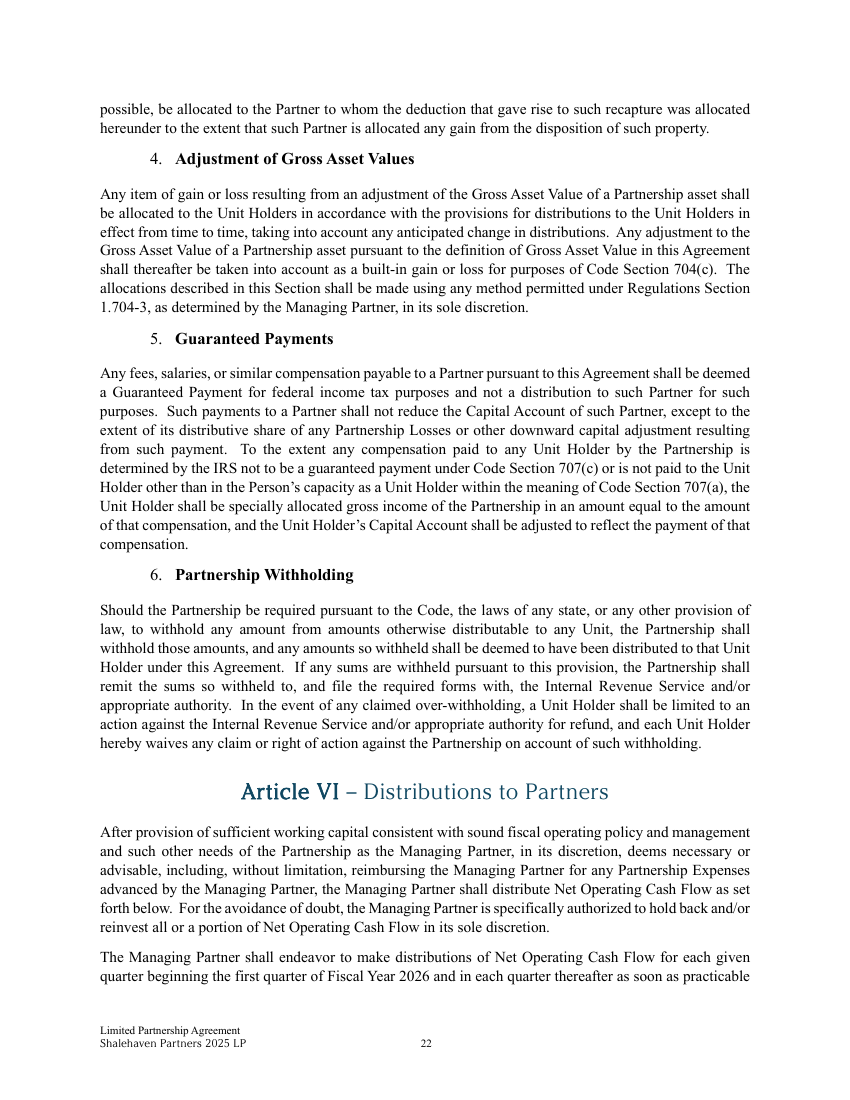 possible, be allocated to the Partner to whom the deduction that gave rise to such recapture was allocated
hereunder to the extent that such Partner is allocated any gain from the disposition of such property.
4. Adjustment of Gross Asset Values
Any item of gain or loss resulting from an adjustment of the Gross Asset Value of a Partnership asset shall
be allocated to the Unit Holders in accordance with the provisions for distributions to the Unit Holders in
effect from time to time, taking into account any anticipated change in distributions. Any adjustment to the
Gross Asset Value of a Partnership asset pursuant to the definition of Gross Asset Value in this Agreement
shall thereafter be taken into account as a built-in gain or loss for purposes of Code Section 704(c). The
allocations described in this Section shall be made using any method permitted under Regulations Section
1.704-3, as determined by the Managing Partner, in its sole discretion.
5. Guaranteed Payments
Any fees, salaries, or similar compensation payable to a Partner pursuant to this Agreement shall be deemed
a Guaranteed Payment for federal income tax purposes and not a distribution to such Partner for such
purposes. Such payments to a Partner shall not reduce the Capital Account of such Partner, except to the
extent of its distributive share of any Partnership Losses or other downward capital adjustment resulting
from such payment. To the extent any compensation paid to any Unit Holder by the Partnership is
determined by the IRS not to be a guaranteed payment under Code Section 707(c) or is not paid to the Unit
Holder other than in the Person’s capacity as a Unit Holder within the meaning of Code Section 707(a), the
Unit Holder shall be specially allocated gross income of the Partnership in an amount equal to the amount
of that compensation, and the Unit Holder’s Capital Account shall be adjusted to reflect the payment of that
compensation.
6. Partnership Withholding
Should the Partnership be required pursuant to the Code, the laws of any state, or any other provision of
law, to withhold any amount from amounts otherwise distributable to any Unit, the Partnership shall
withhold those amounts, and any amounts so withheld shall be deemed to have been distributed to that Unit
Holder under this Agreement. If any sums are withheld pursuant to this provision, the Partnership shall
remit the sums so withheld to, and file the required forms with, the Internal Revenue Service and/or
appropriate authority. In the event of any claimed over-withholding, a Unit Holder shall be limited to an
action against the Internal Revenue Service and/or appropriate authority for refund, and each Unit Holder
hereby waives any claim or right of action against the Partnership on account of such withholding.
Article VI – Distributions to Partners
After provision of sufficient working capital consistent with sound fiscal operating policy and management
and such other needs of the Partnership as the Managing Partner, in its discretion, deems necessary or
advisable, including, without limitation, reimbursing the Managing Partner for any Partnership Expenses
advanced by the Managing Partner, the Managing Partner shall distribute Net Operating Cash Flow as set
forth below. For the avoidance of doubt, the Managing Partner is specifically authorized to hold back and/or
reinvest all or a portion of Net Operating Cash Flow in its sole discretion.
The Managing Partner shall endeavor to make distributions of Net Operating Cash Flow for each given
quarter beginning the first quarter of Fiscal Year 2026 and in each quarter thereafter as soon as practicable
Limited Partnership Agreement
Shalehaven Partners 2025 LP 22